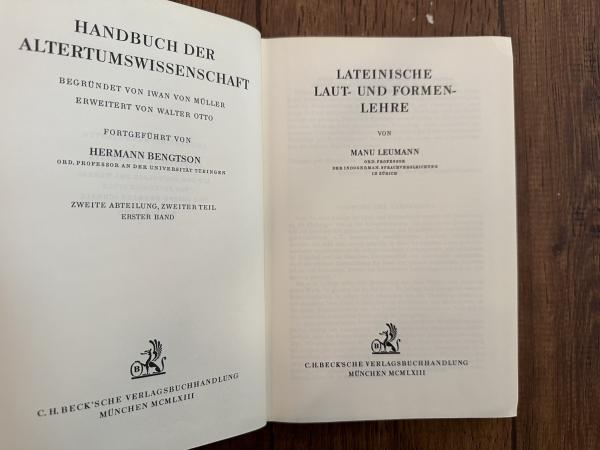 HANDBUCH DER
ALTERTUMSWISSENSCHAFT
BEGRÜNDET VON IWAN VON MÜLLER
ERWEITERT VON WALTER OTTO
FORTGEFÜHRT VON
HERMANN BENGTSON
ORD. PROFESSOR AN DER UNIVERSITÄT TÜBINGEN
ZWEITE ABTEILUNG, ZWEITER TEIL
ERSTER BAND
B
C.H.BECK'SCHE VERLAGSBUCHHANDLUNG
MÜNCHEN MCMLXIII
LATEINISCHE
LAUT- UND FORMEN-
LEHRE
VON
MANU LEUMANN
ORD. PROFESSOR
DER INDOGERMAN. SPRACHVERGLEICHUNG
IN ZÜRICH
B
C.H.BECK'SCHE VERLAGSBUCHHANDLUNG
MÜNCHEN MCMLXIII